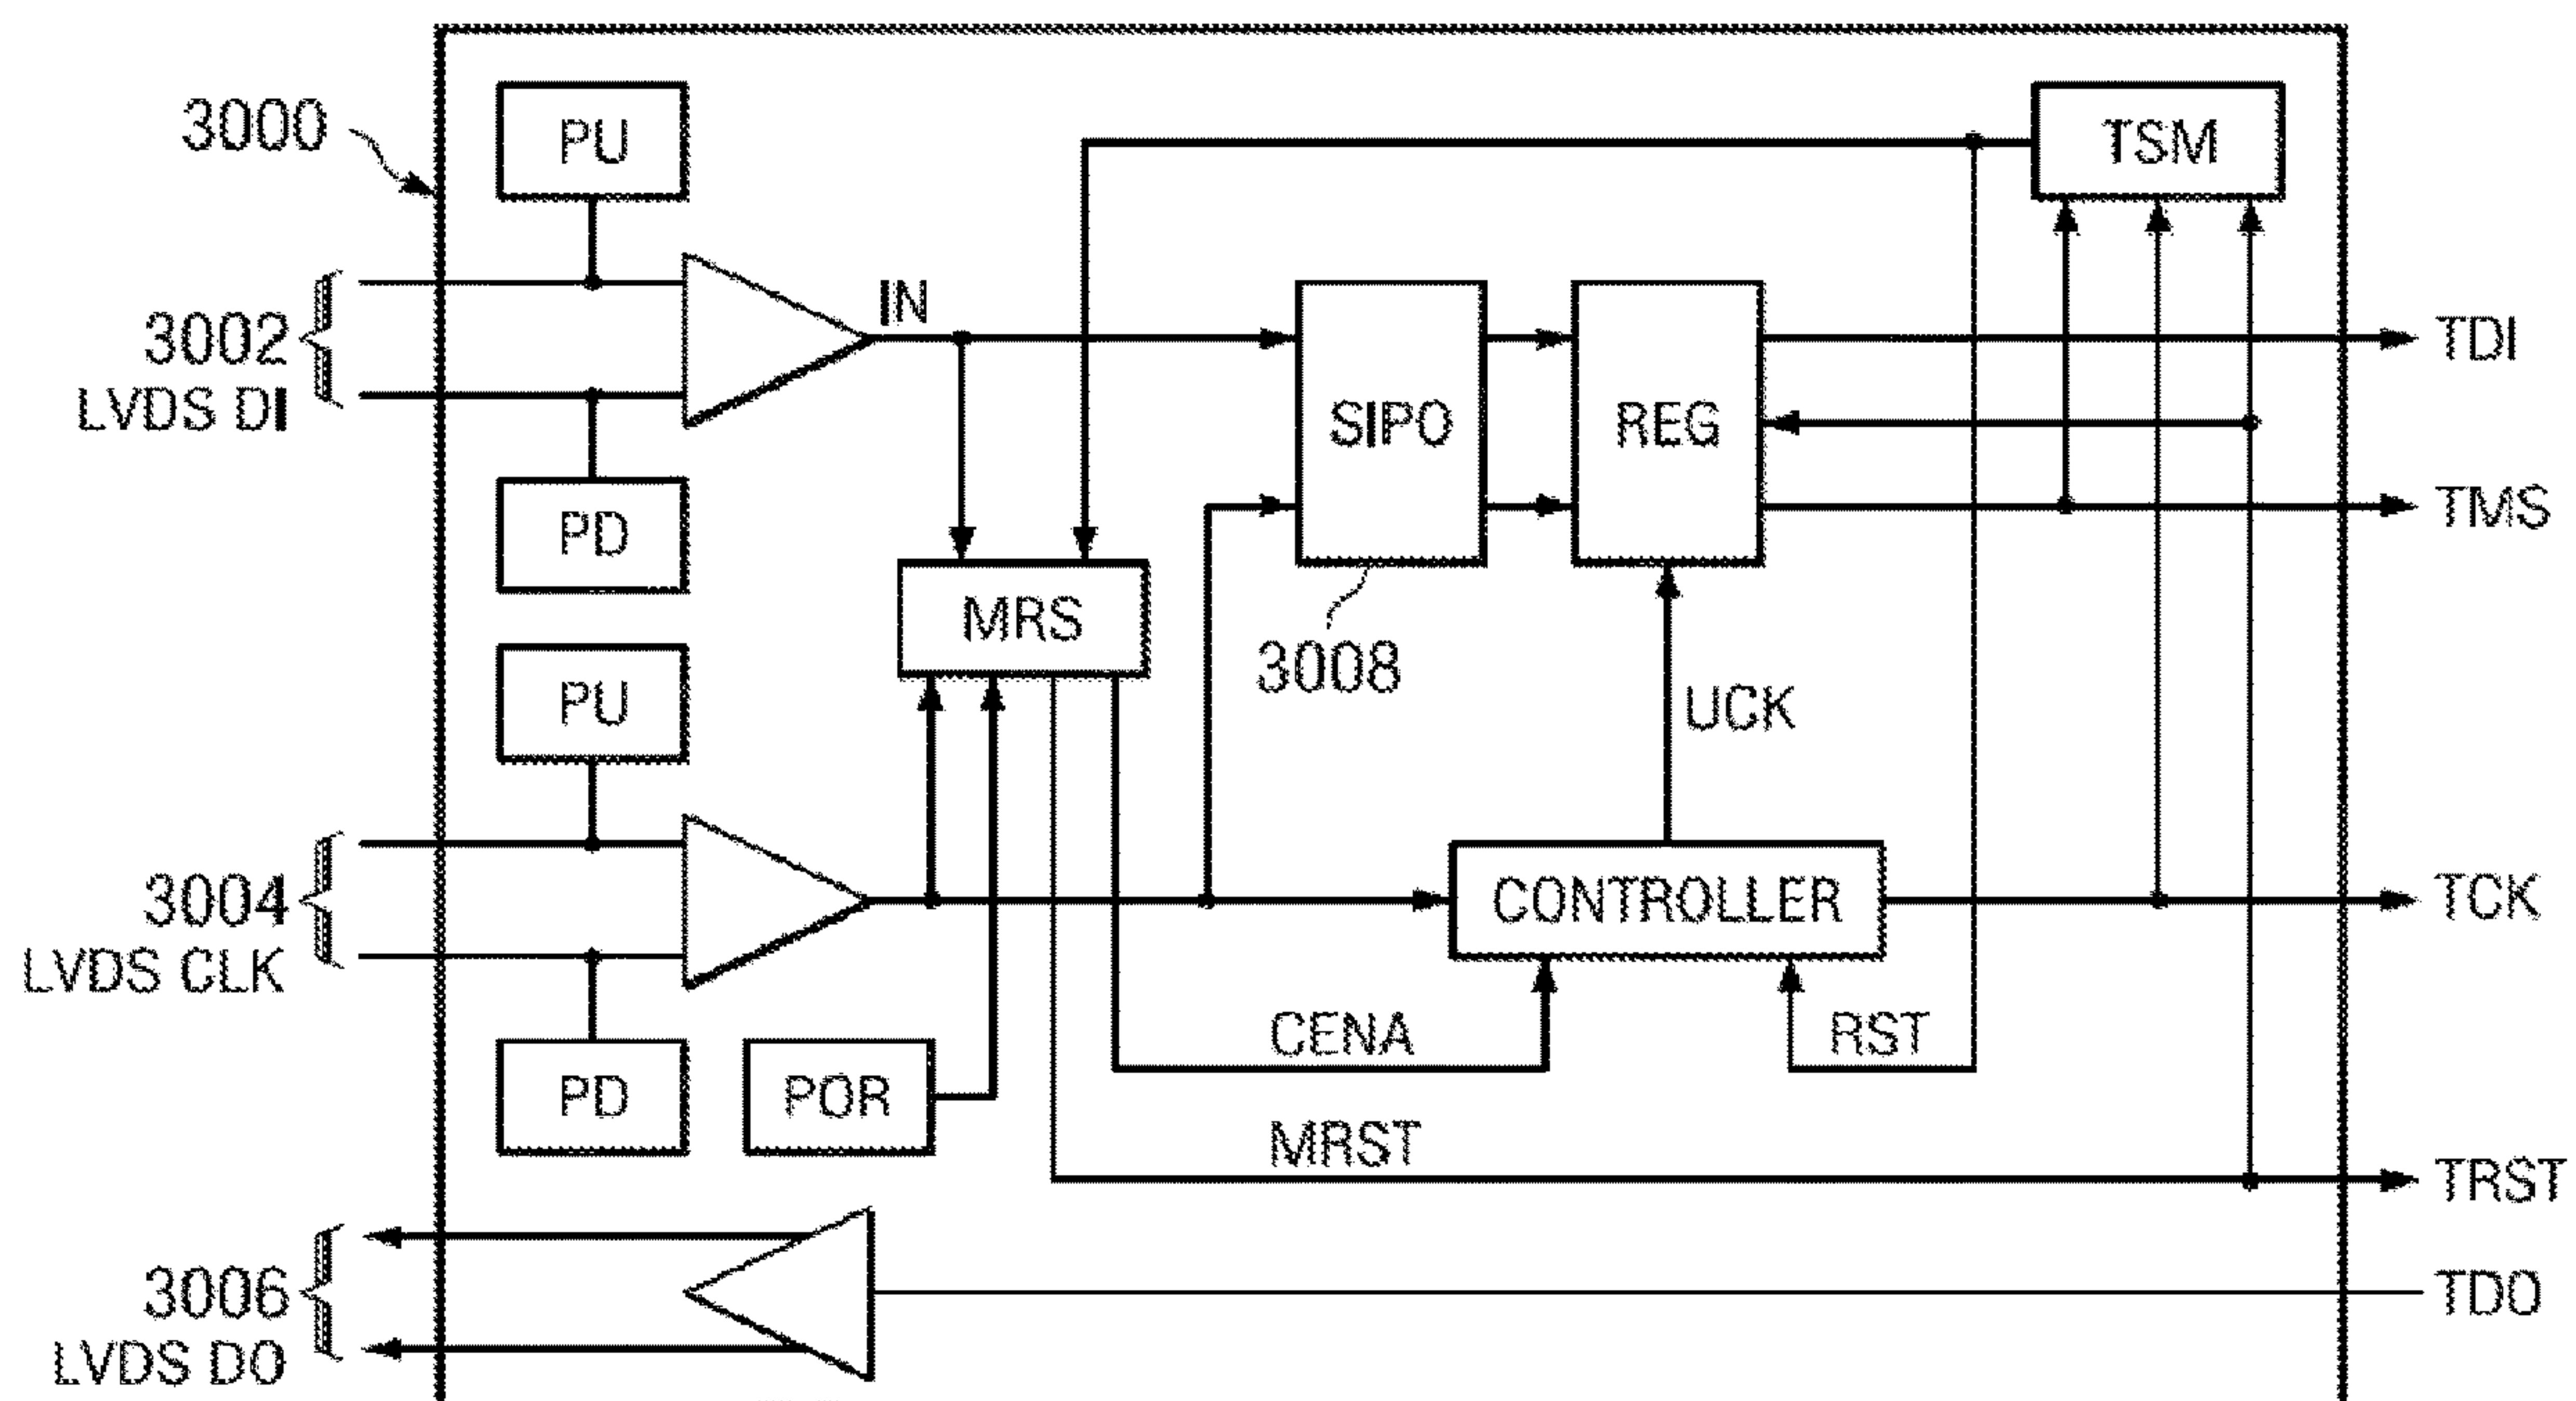 3000
PU
TSM
IN
3002
LVDS DI
SIPO
REG
TDI
TMS
PD
MRS
3008
PU
UCK
3004
LVDS CLK
CONTROLLER
TCK
CENA
RST
PD
POR
MRST
TRST
3006
LVDS DO
TDO